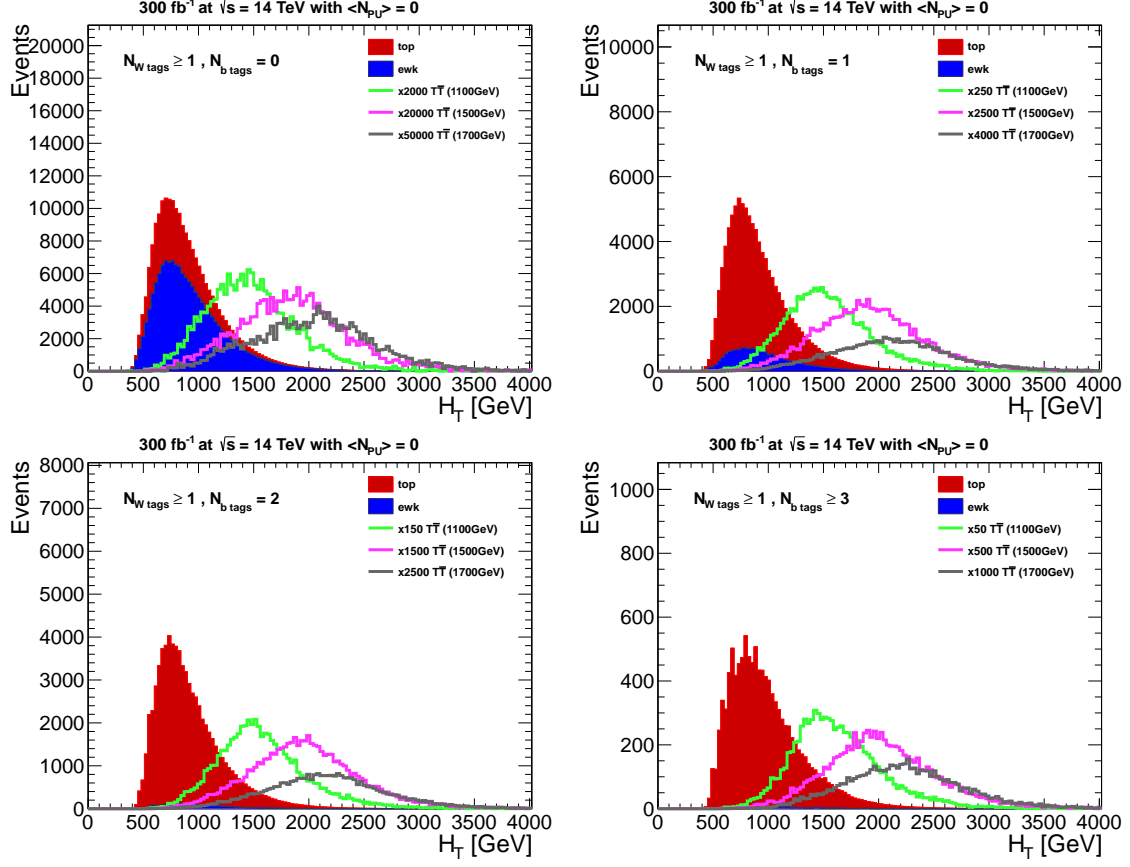 300 fb⁻¹ at √s = 14 TeV with <N_PU> = 0
Events
20000
18000
16000
14000
12000
10000
8000
6000
4000
2000
0
N_W tags ≥ 1 , N_b tags = 0
top
ewk
x2000 TT̅ (1100GeV)
x20000 TT̅ (1500GeV)
x50000 TT̅ (1700GeV)
0 500 1000 1500 2000 2500 3000 3500 4000
H_T [GeV]
300 fb⁻¹ at √s = 14 TeV with <N_PU> = 0
Events
10000
8000
6000
4000
2000
0
N_W tags ≥ 1 , N_b tags = 1
top
ewk
x250 TT̅ (1100GeV)
x2500 TT̅ (1500GeV)
x4000 TT̅ (1700GeV)
0 500 1000 1500 2000 2500 3000 3500 4000
H_T [GeV]
300 fb⁻¹ at √s = 14 TeV with <N_PU> = 0
Events
8000
7000
6000
5000
4000
3000
2000
1000
0
N_W tags ≥ 1 , N_b tags = 2
top
ewk
x150 TT̅ (1100GeV)
x1500 TT̅ (1500GeV)
x2500 TT̅ (1700GeV)
0 500 1000 1500 2000 2500 3000 3500 4000
H_T [GeV]
300 fb⁻¹ at √s = 14 TeV with <N_PU> = 0
Events
1000
800
600
400
200
0
N_W tags ≥ 1 , N_b tags ≥ 3
top
ewk
x50 TT̅ (1100GeV)
x500 TT̅ (1500GeV)
x1000 TT̅ (1700GeV)
0 500 1000 1500 2000 2500 3000 3500 4000
H_T [GeV]